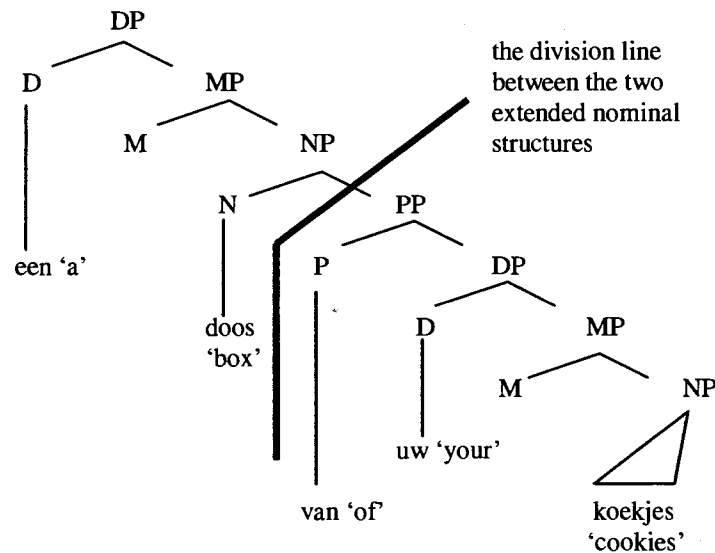 DP
the division line
between the two
extended nominal
structures
D
MP
M
NP
N
PP
een ‘a’
P
DP
doos
‘box’
D
MP
M
NP
uw ‘your’
van ‘of’
koekjes
‘cookies’